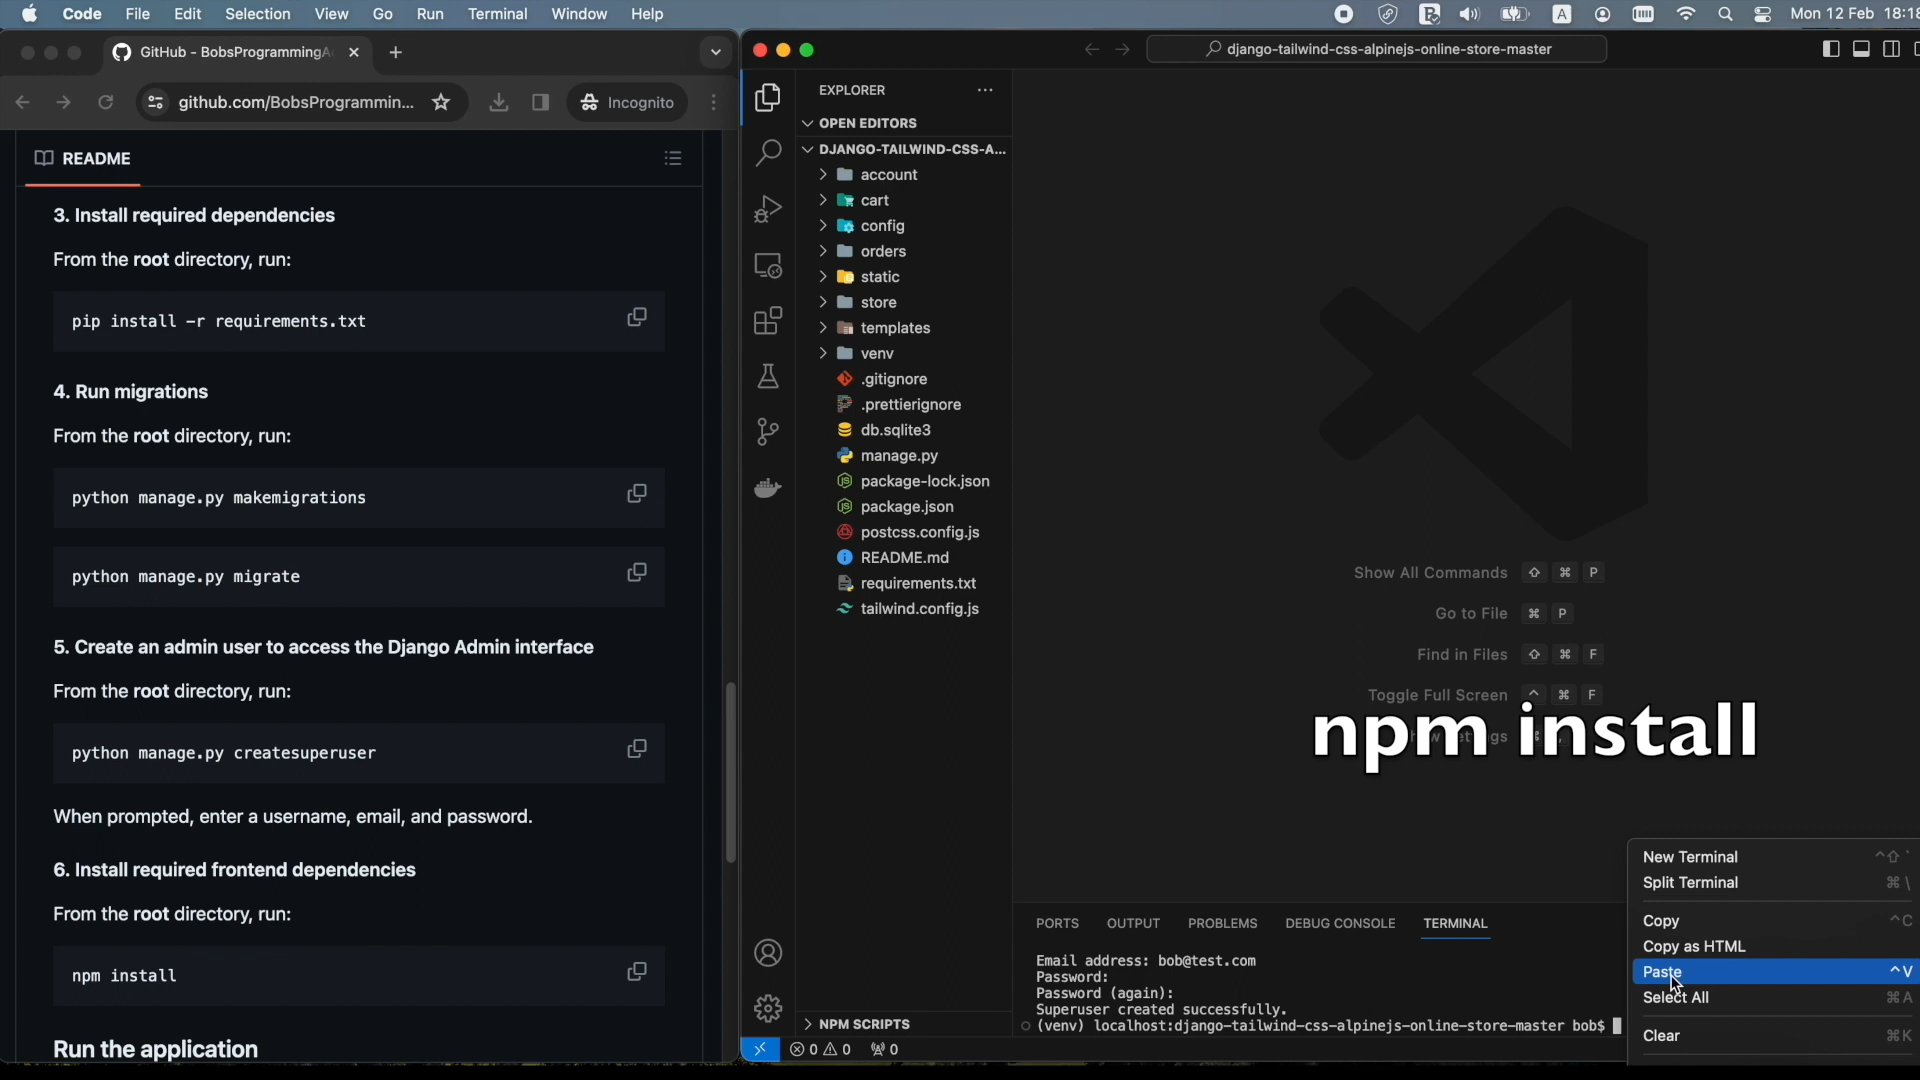 Code File Edit Selection View Go Run Terminal Window Help
A
Mon 12 Feb 18:18
GitHub - BobsProgrammingA
github.com/BobsProgrammin...
Incognito
README
3. Install required dependencies
From the root directory, run:
pip install -r requirements.txt
4. Run migrations
From the root directory, run:
python manage.py makemigrations
python manage.py migrate
5. Create an admin user to access the Django Admin interface
From the root directory, run:
python manage.py createsuperuser
When prompted, enter a username, email, and password.
6. Install required frontend dependencies
From the root directory, run:
npm install
Run the application
django-tailwind-css-alpinejs-online-store-master
EXPLORER
OPEN EDITORS
DJANGO-TAILWIND-CSS-A...
account
cart
config
orders
static
store
templates
venv
.gitignore
.prettierignore
db.sqlite3
manage.py
package-lock.json
package.json
postcss.config.js
README.md
requirements.txt
tailwind.config.js
NPM SCRIPTS
Show All Commands ⇧ ⌘ P
Go to File ⌘ P
Find in Files ⇧ ⌘ F
Toggle Full Screen ^ ⌘ F
npm install
PORTS OUTPUT PROBLEMS DEBUG CONSOLE TERMINAL
Email address: bob@test.com
Password:
Password (again):
Superuser created successfully.
(venv) localhost:django-tailwind-css-alpinejs-online-store-master bob$
New Terminal ^⇧`
Split Terminal ⌘\
Copy ^C
Copy as HTML
Paste ^V
Select All ⌘A
Clear ⌘K
0 0 0